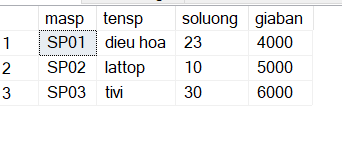 masp tensp soluong giaban
1 SP01 dieu hoa 23 4000
2 SP02 lattop 10 5000
3 SP03 tivi 30 6000